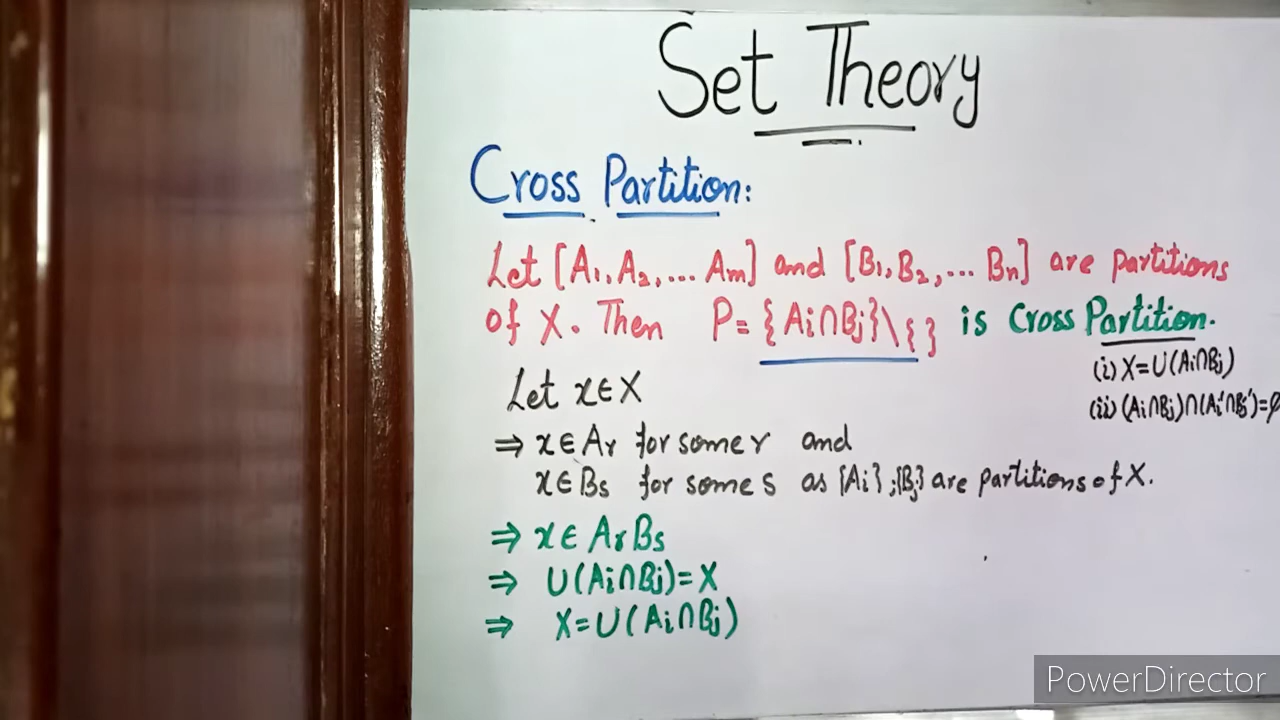 Set Theory
Cross Partition:
Let [A₁, A₂, ... Am] and [B₁, B₂, ... Bn] are partitions
of X. Then P = {Ai∩Bj}\{ } is Cross Partition.
(i) X=U(Ai∩Bj)
(ii) (Ai∩Bj)∩(Ai'∩Bj')=φ
Let x∈X
⇒ x∈Ar for some r and
x∈Bs for some s as {Ai};{Bj} are partitions of X.
⇒ x∈ArBs
⇒ U(Ai∩Bj)=X
⇒ X=U(Ai∩Bj)
PowerDirector